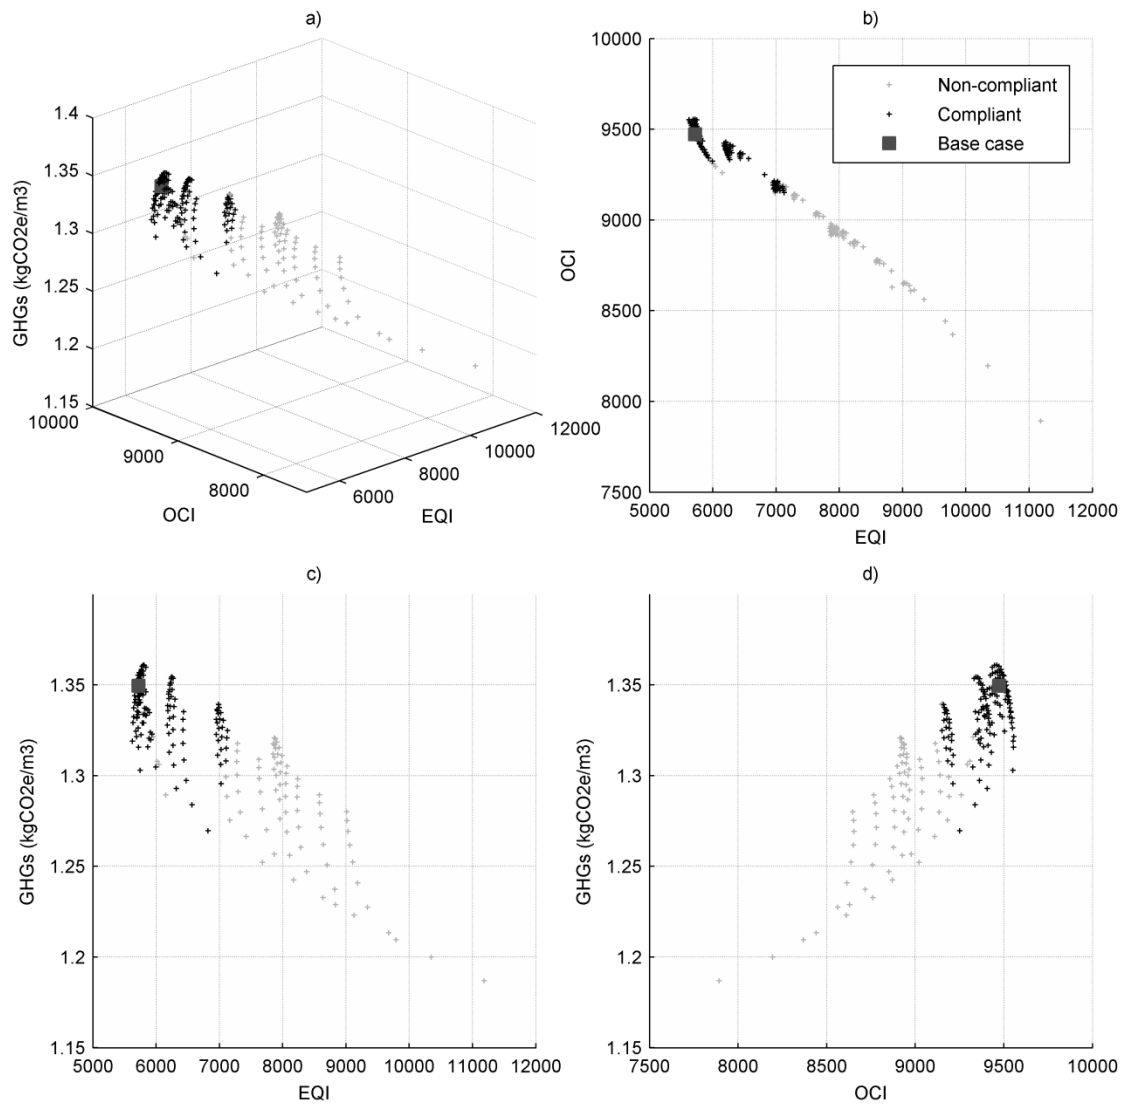 a)
1.4
1.35
1.3
1.25
1.2
1.15
GHGs (kgCO2e/m3)
10000
9000
8000
OCI
6000
8000
10000
12000
EQI
b)
10000
9500
9000
8500
8000
7500
OCI
Non-compliant
Compliant
Base case
5000 6000 7000 8000 9000 10000 11000 12000
EQI
c)
1.35
1.3
1.25
1.2
1.15
GHGs (kgCO2e/m3)
5000 6000 7000 8000 9000 10000 11000 12000
EQI
d)
1.35
1.3
1.25
1.2
1.15
GHGs (kgCO2e/m3)
7500 8000 8500 9000 9500 10000
OCI